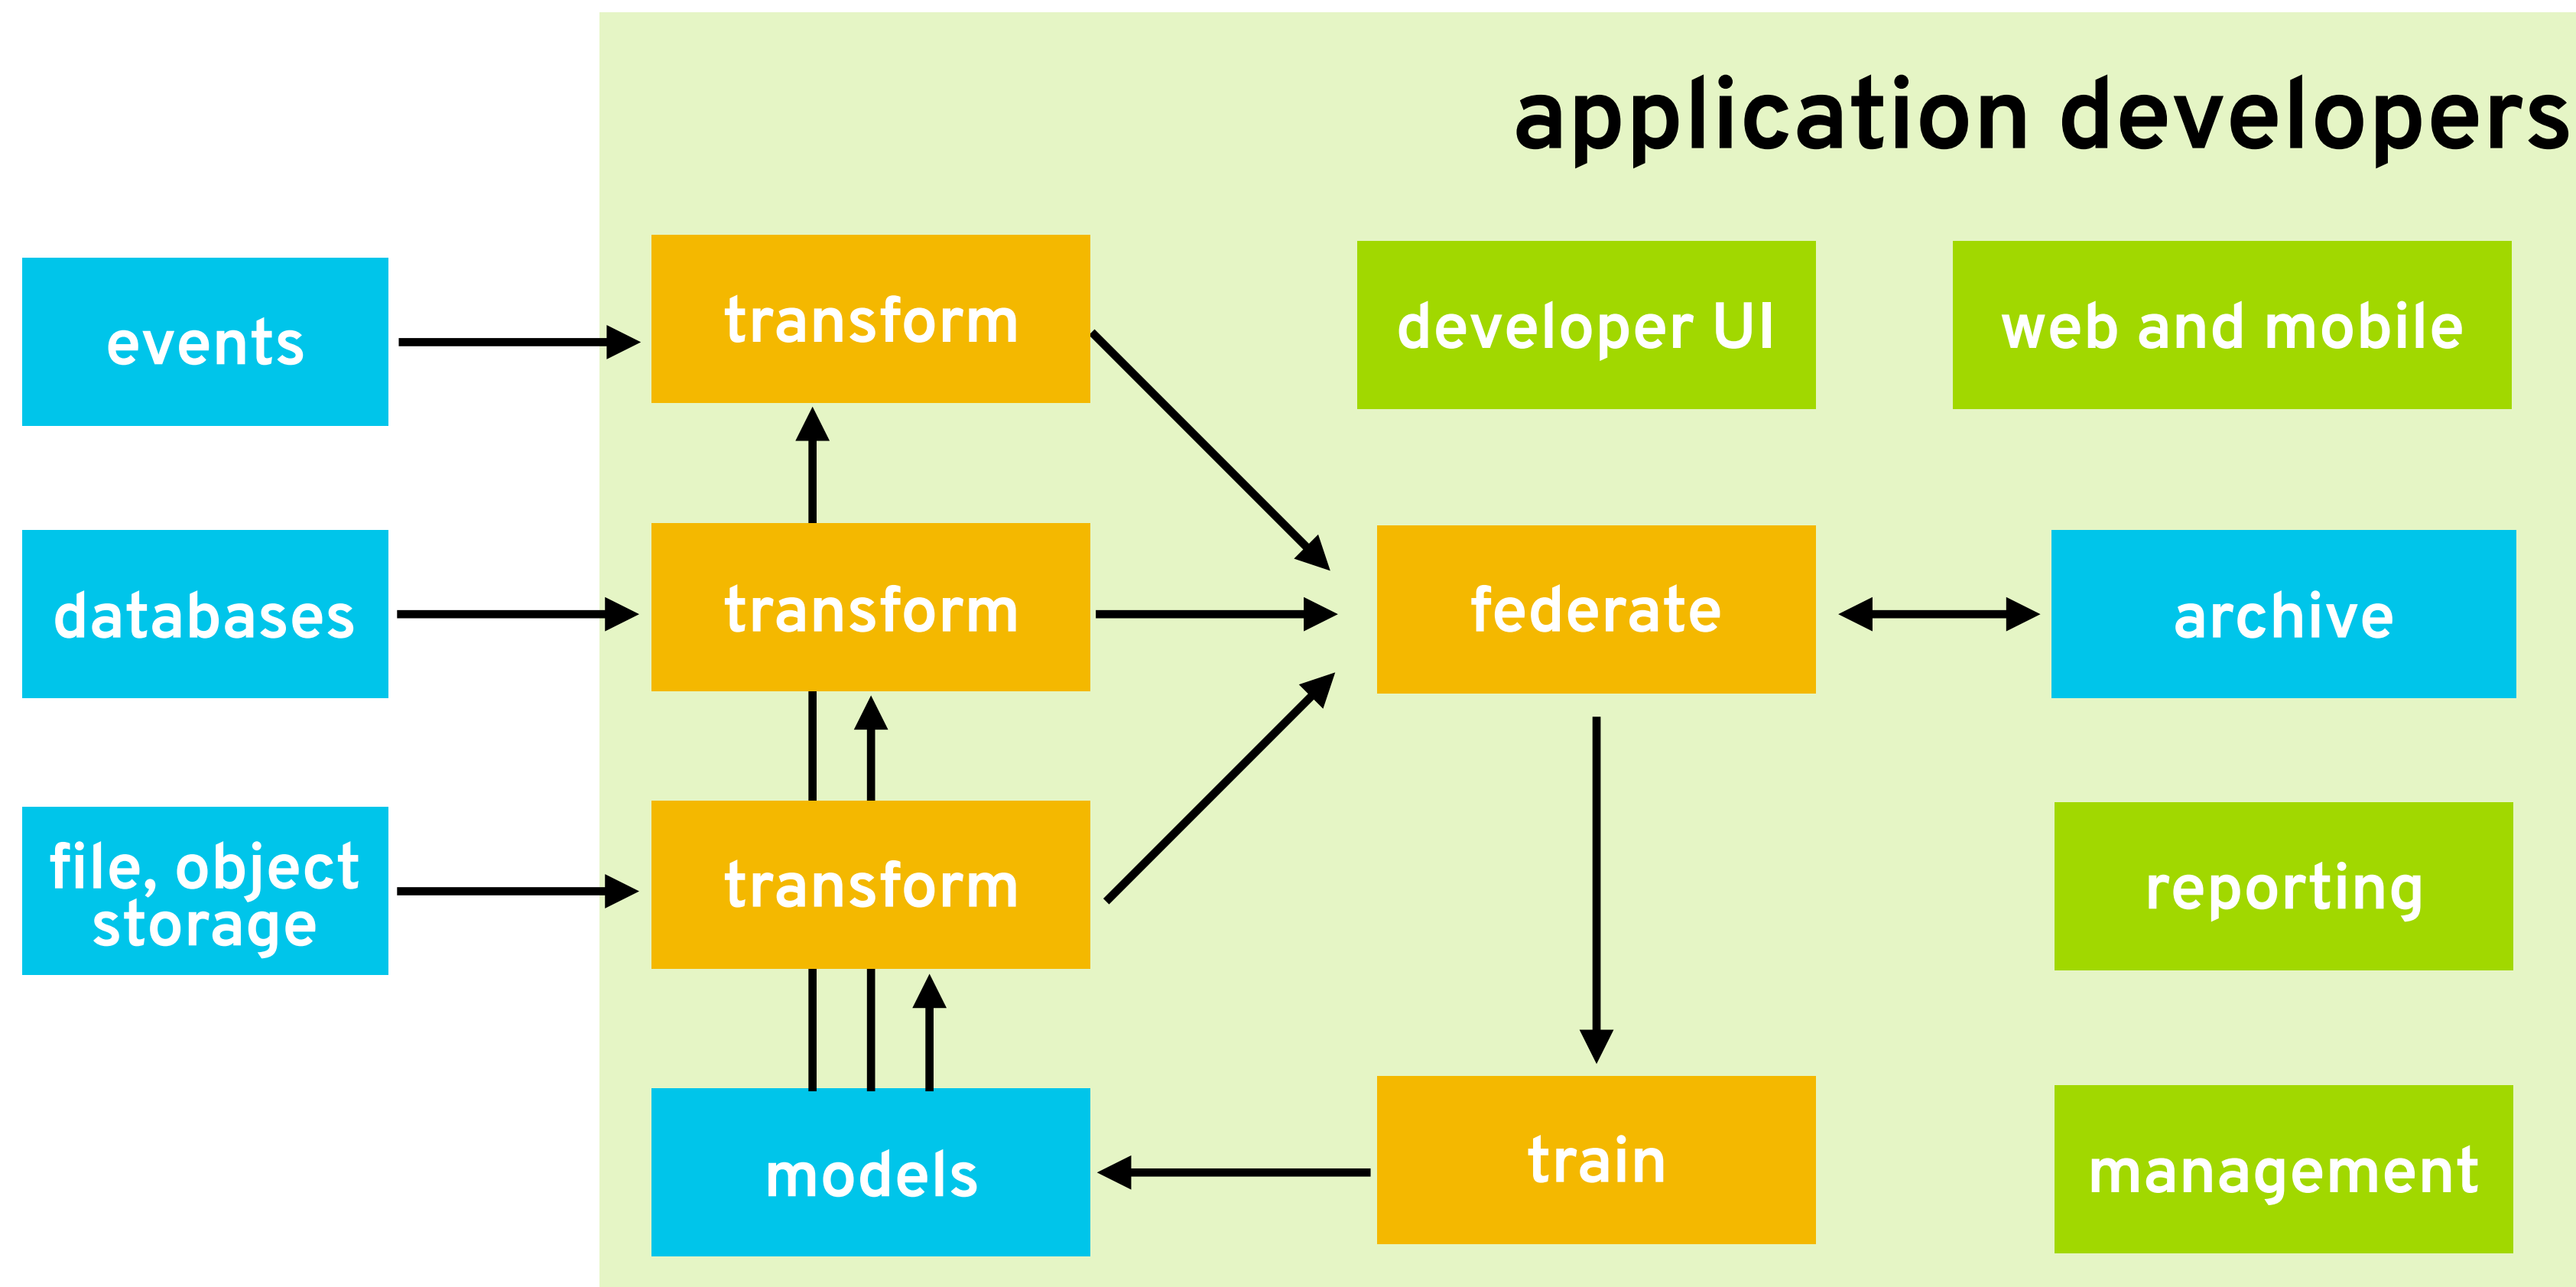 application developers
events
transform
developer UI
web and mobile
databases
transform
federate
archive
file, object
storage
transform
reporting
models
train
management